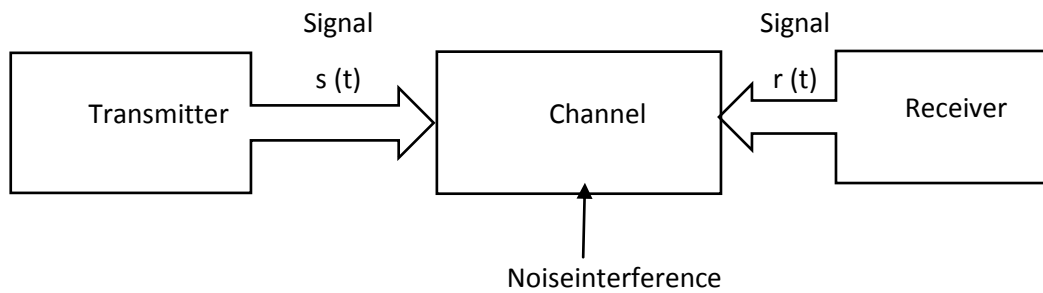 Signal
Signal
s (t)
r (t)
Transmitter
Channel
Receiver
Noiseinterference